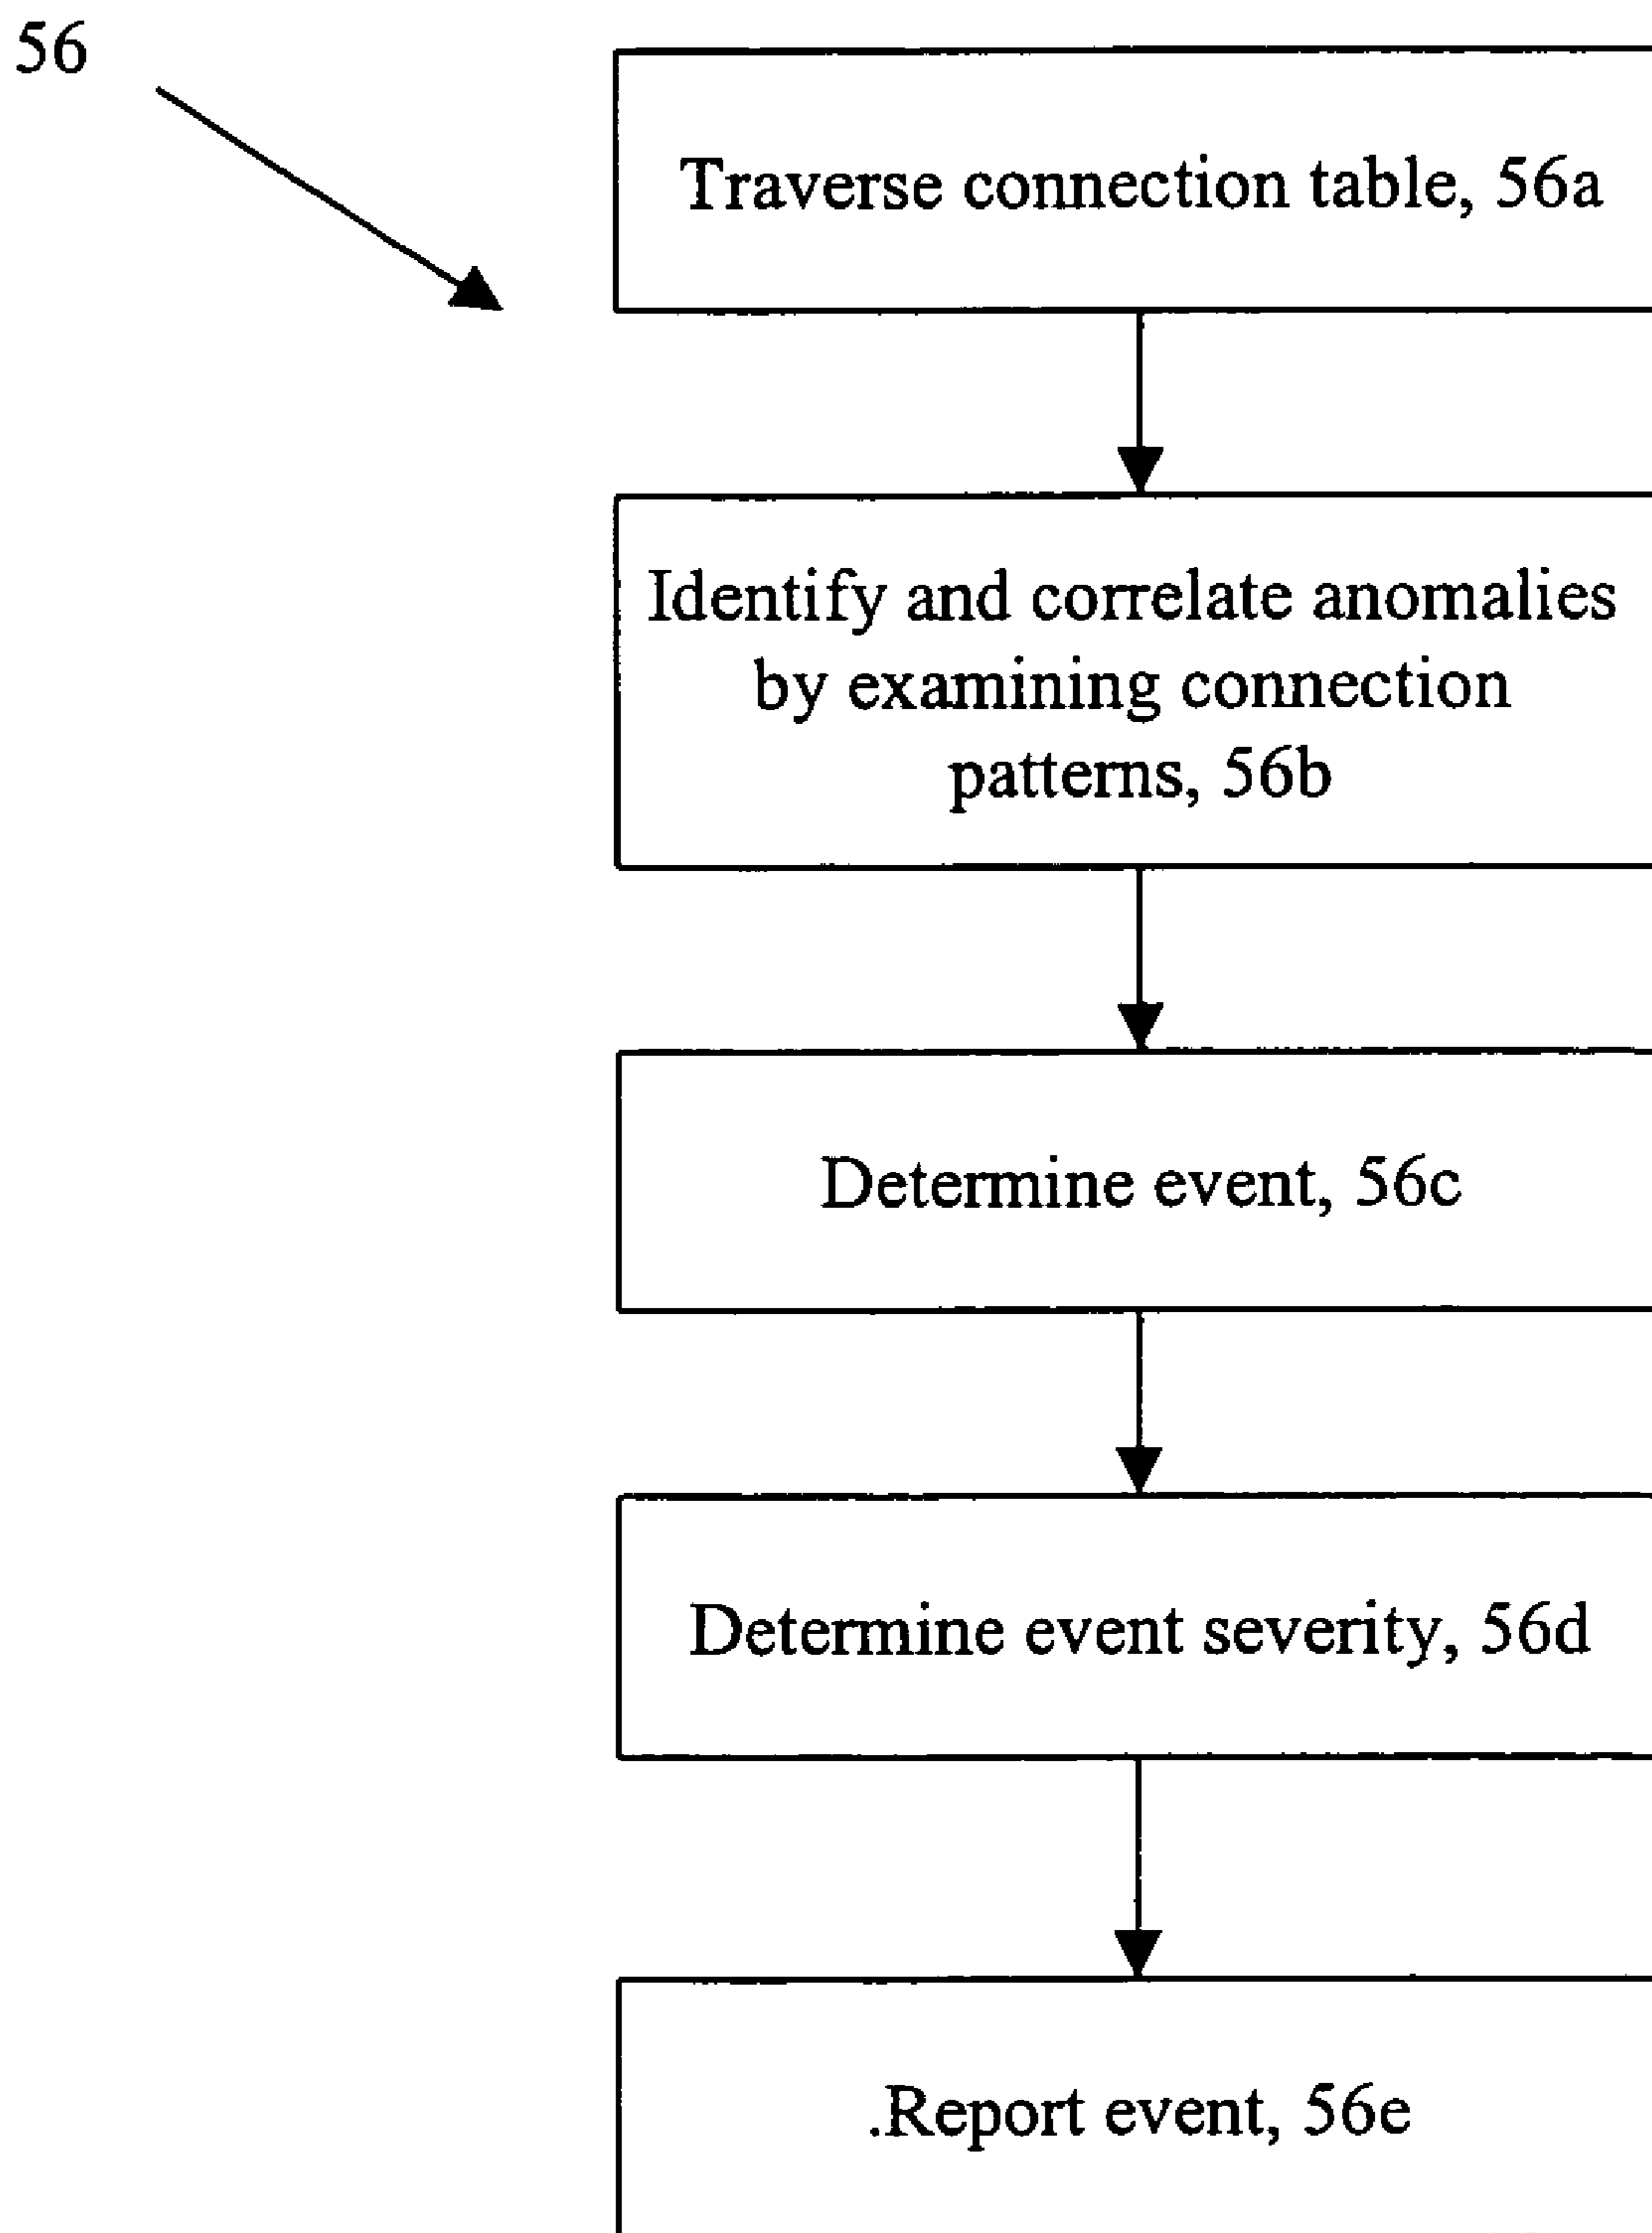 56
Traverse connection table, 56a
Identify and correlate anomalies
by examining connection
patterns, 56b
Determine event, 56c
Determine event severity, 56d
.Report event, 56e